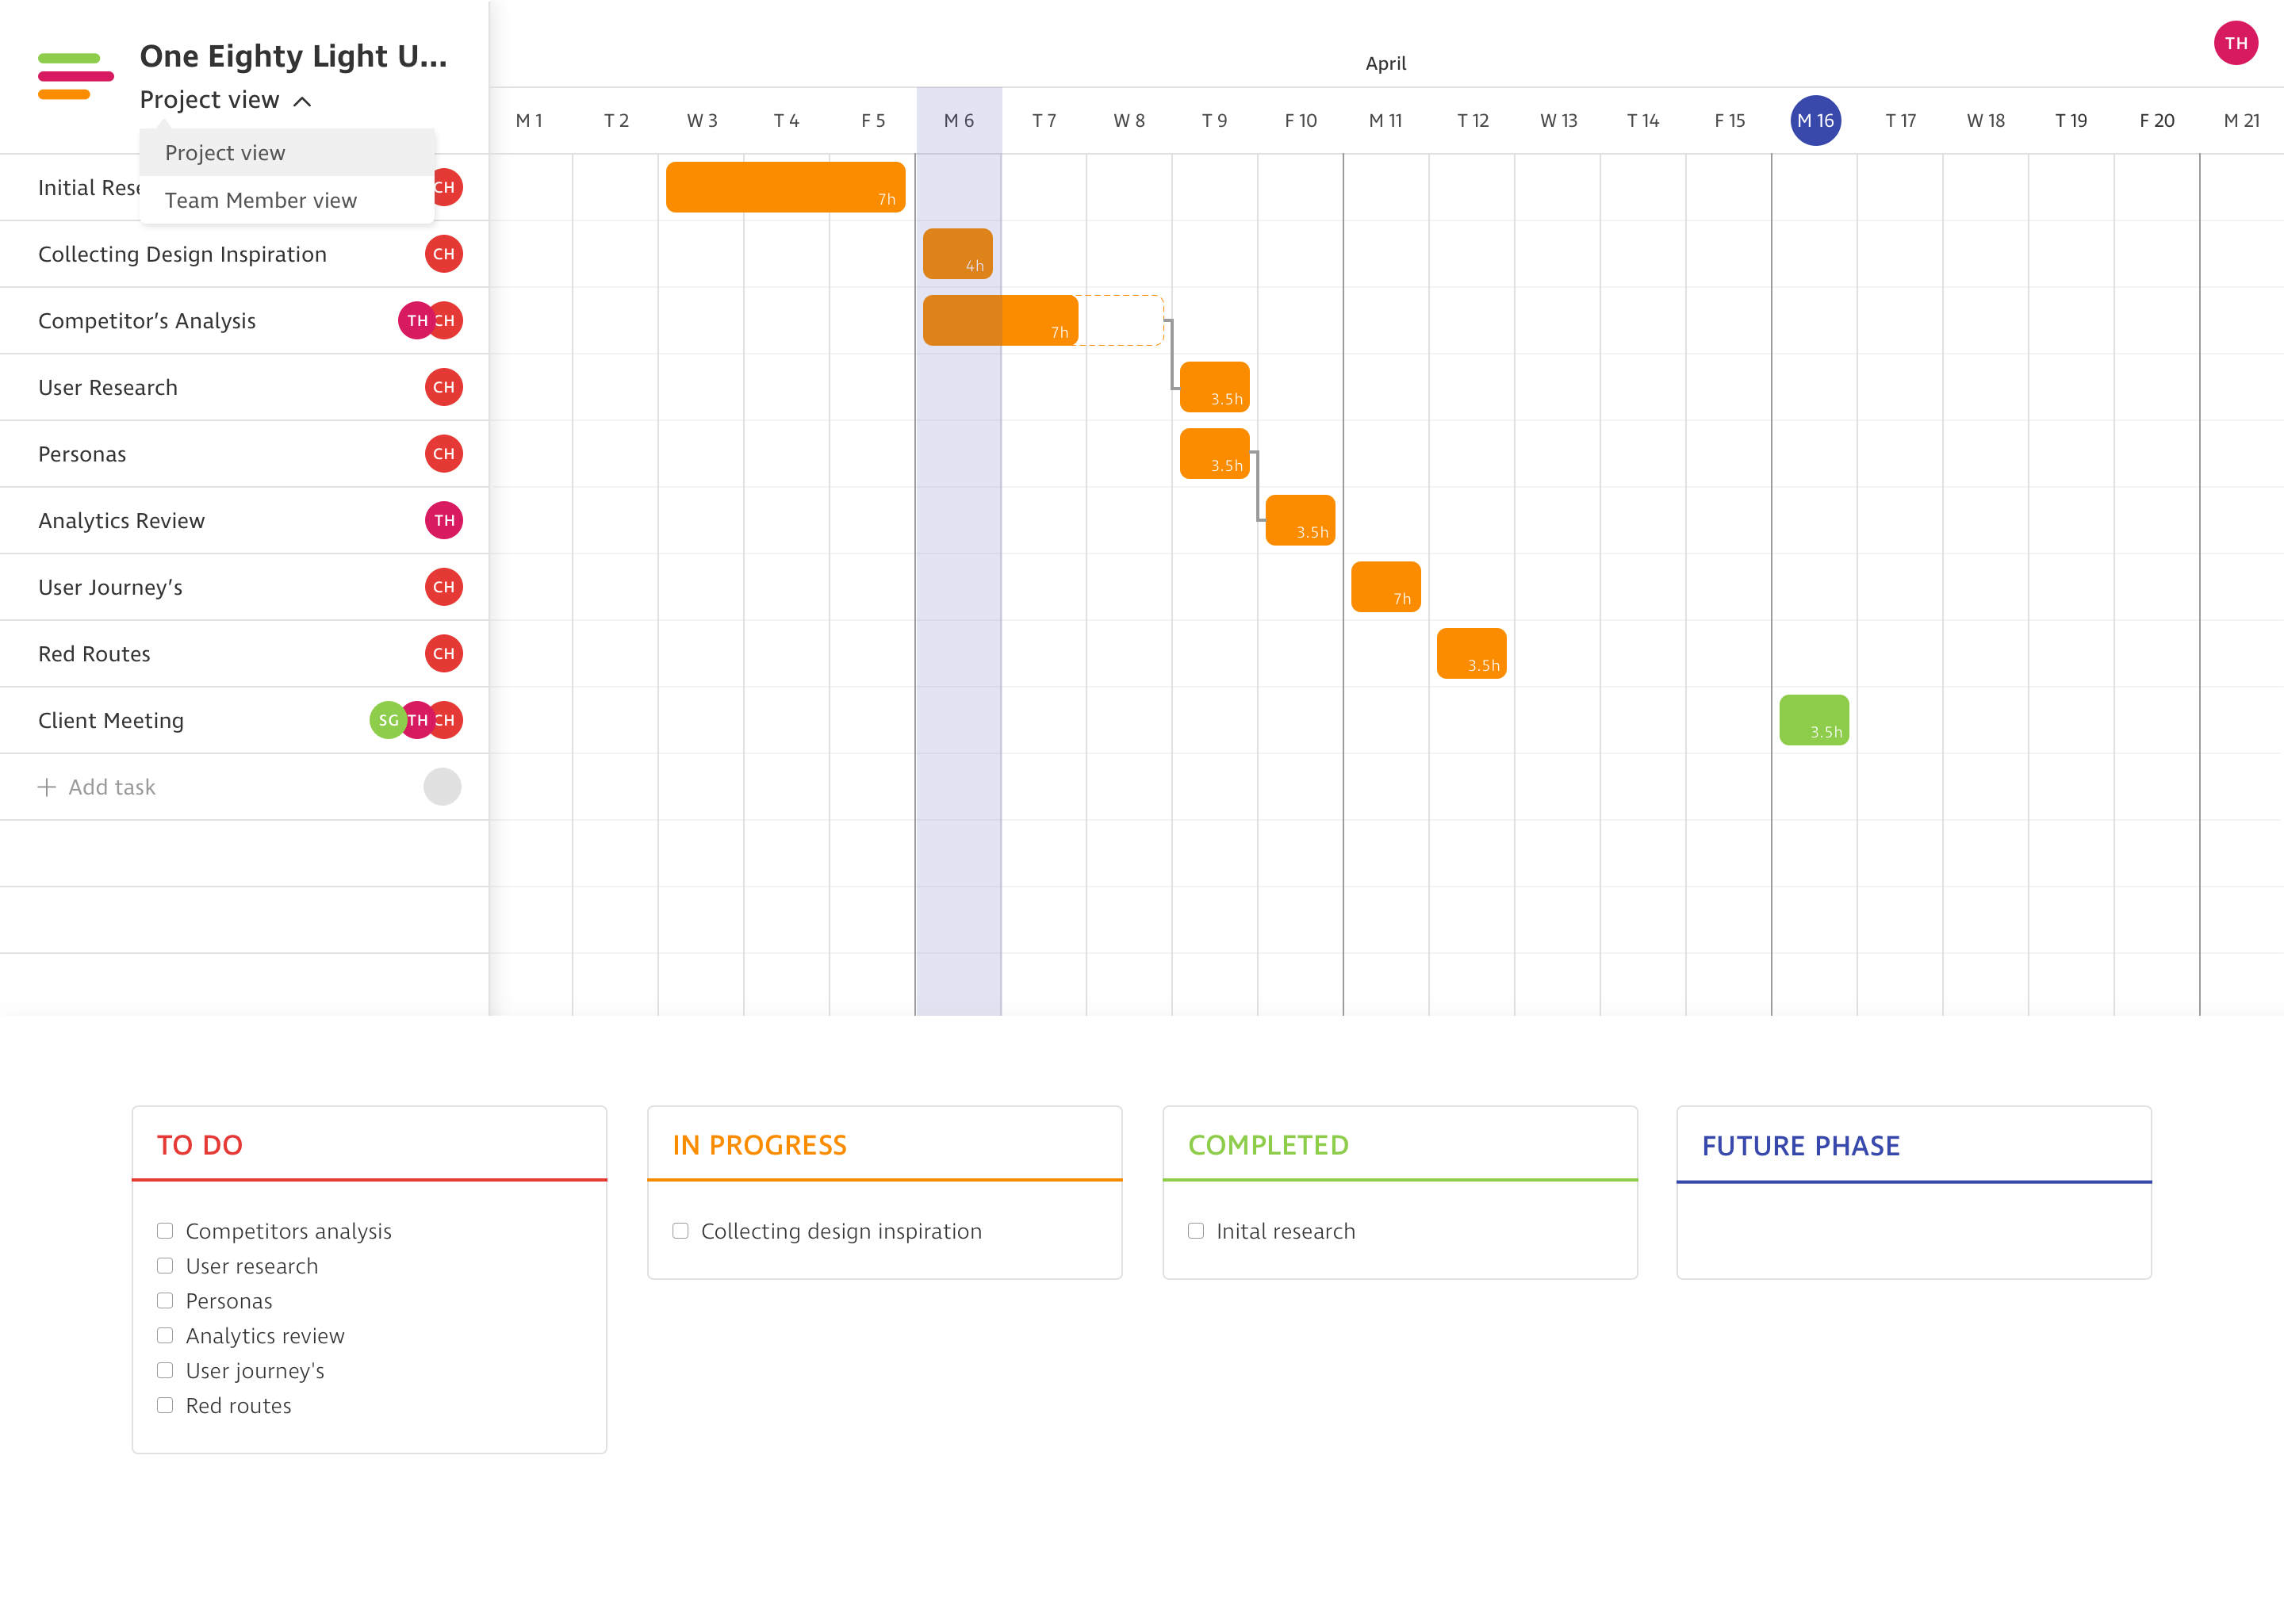 One Eighty Light U...
Project view
Project view
Team Member view
TH
April
M 1 T 2 W 3 T 4 F 5 M 6 T 7 W 8 T 9 F 10 M 11 T 12 W 13 T 14 F 15 M 16 T 17 W 18 T 19 F 20 M 21
Initial Rese CH 7h
Collecting Design Inspiration CH 4h
Competitor’s Analysis TH CH 7h
User Research CH 3.5h
Personas CH 3.5h
Analytics Review TH 3.5h
User Journey’s CH 7h
Red Routes CH 3.5h
Client Meeting SG TH CH 3.5h
Add task
TO DO
Competitors analysis
User research
Personas
Analytics review
User journey's
Red routes
IN PROGRESS
Collecting design inspiration
COMPLETED
Inital research
FUTURE PHASE